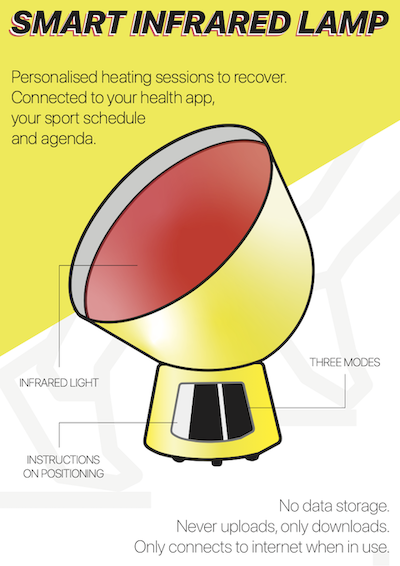 SMART INFRARED LAMP
Personalised heating sessions to recover.
Connected to your health app,
your sport schedule
and agenda.
INFRARED LIGHT
THREE MODES
INSTRUCTIONS
ON POSITIONING
No data storage.
Never uploads, only downloads.
Only connects to internet when in use.